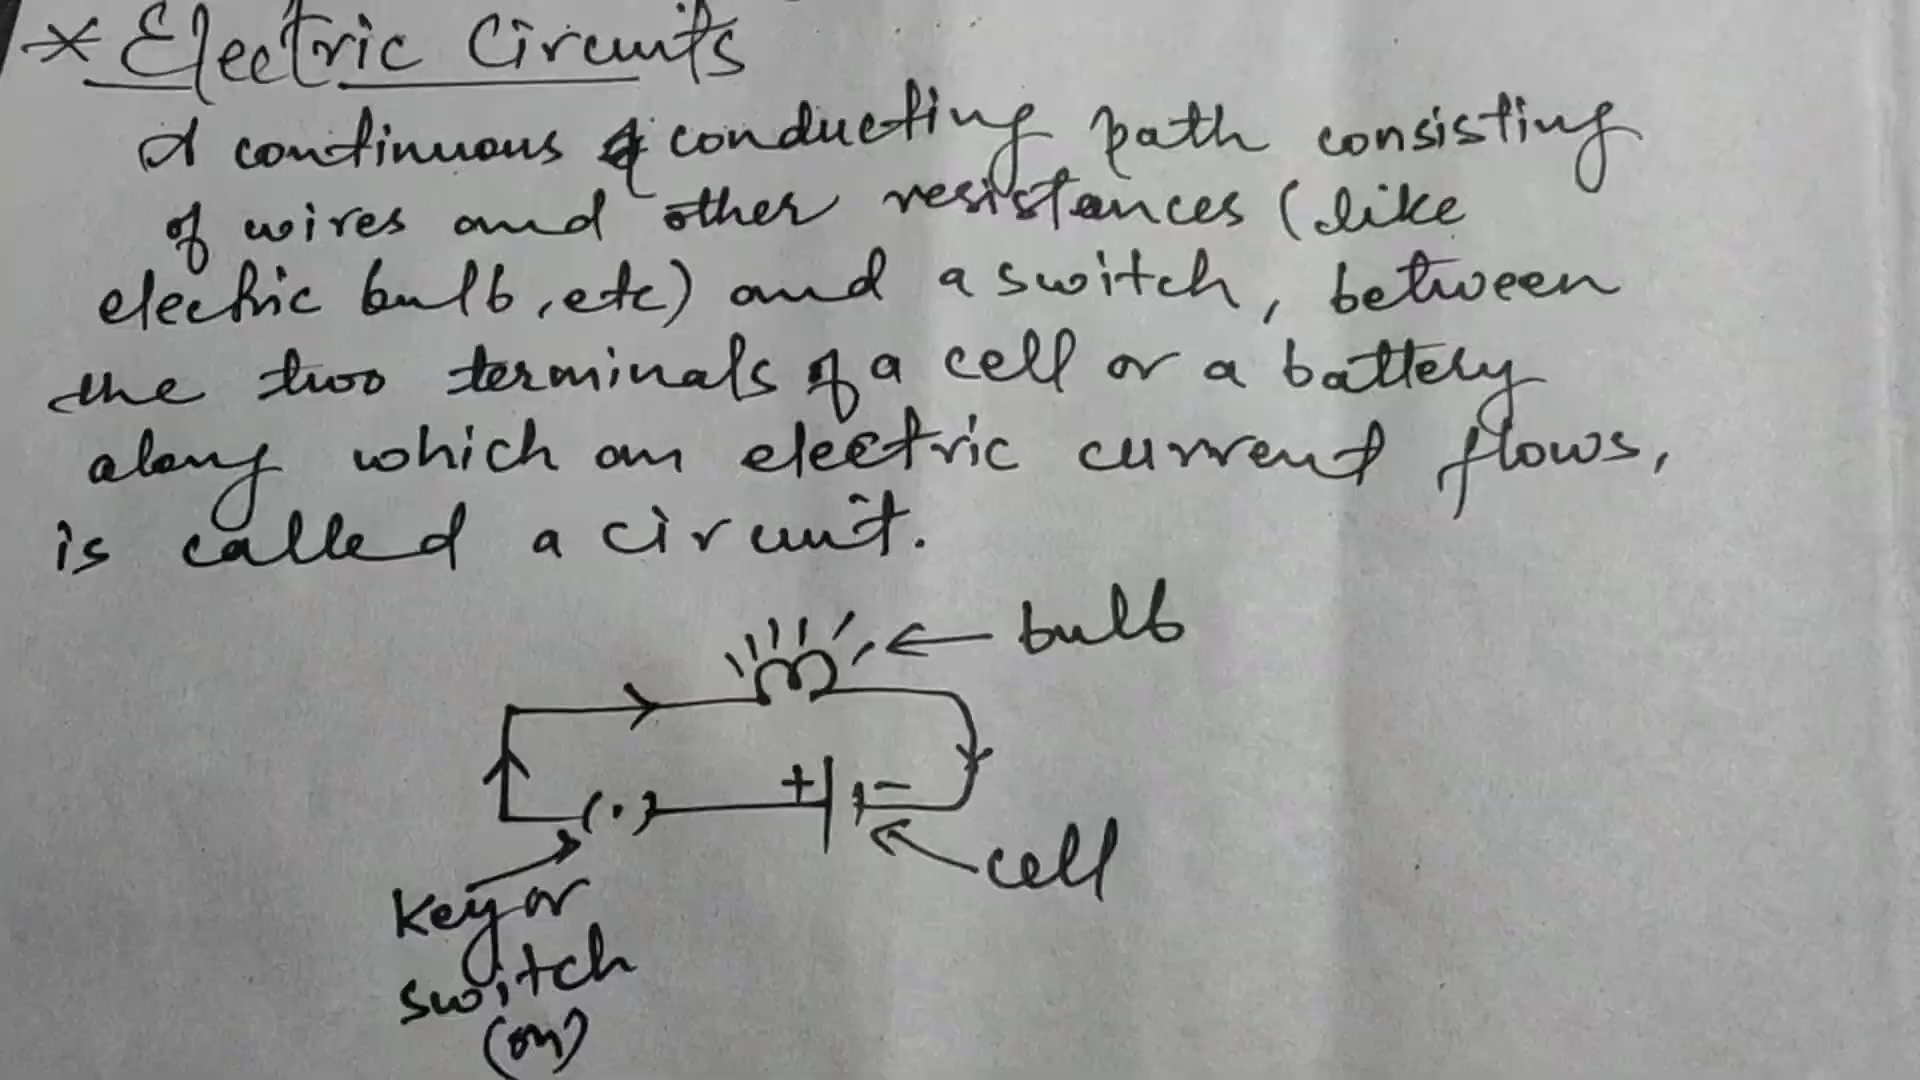 * Electric Circuits
A continuous & conducting path consisting
of wires and other resistances (like
electric bulb, etc) and a switch, between
the two terminals of a cell or a battery
along which an electric current flows,
is called a circuit.
bulb
+ -
cell
Key or
switch
(on)